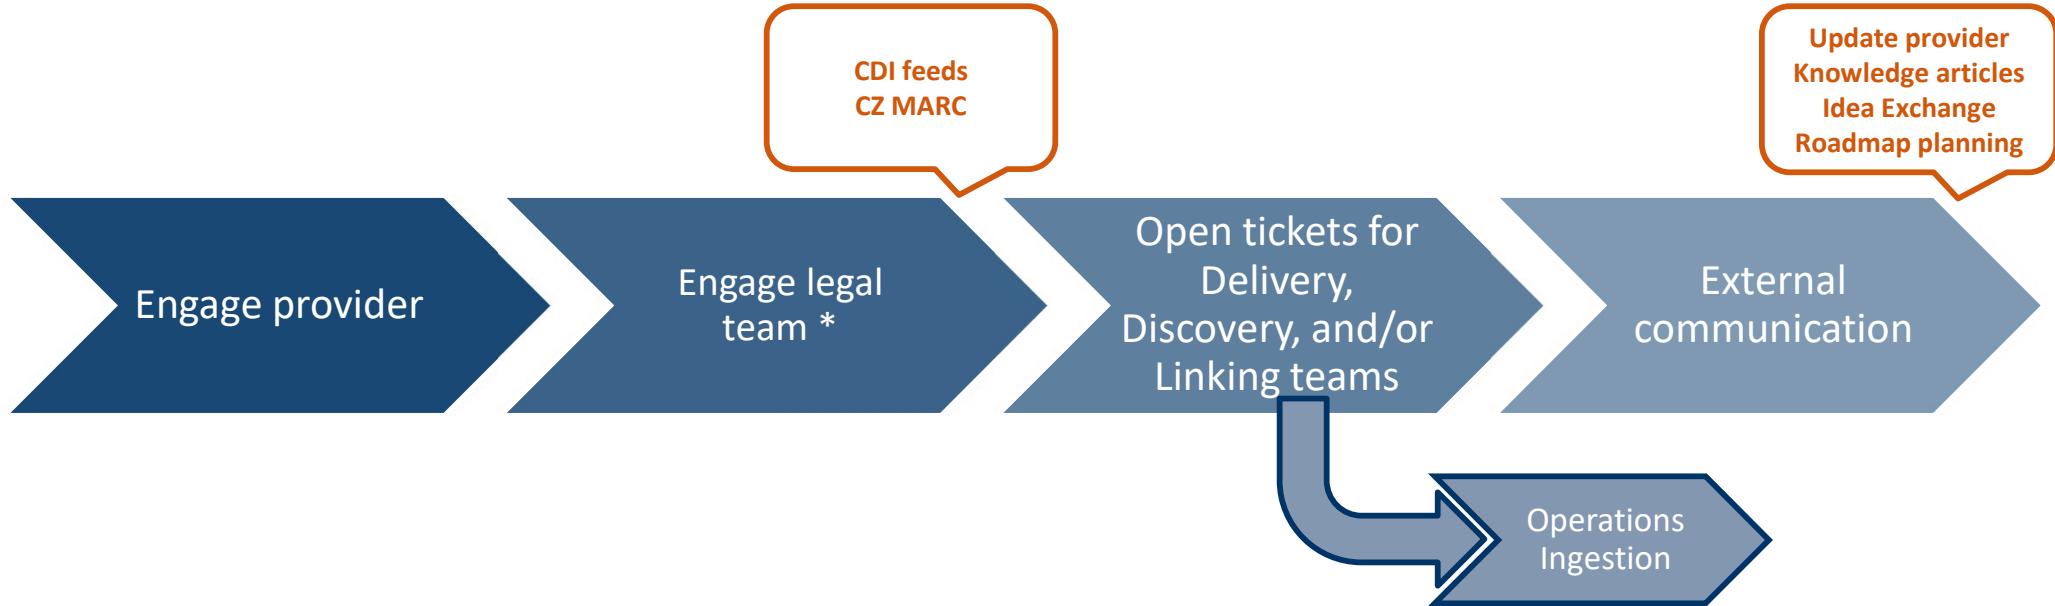 CDI feeds
CZ MARC
Update provider
Knowledge articles
Idea Exchange
Roadmap planning
Engage provider
Engage legal
team *
Open tickets for
Delivery,
Discovery, and/or
Linking teams
External
communication
Operations
Ingestion